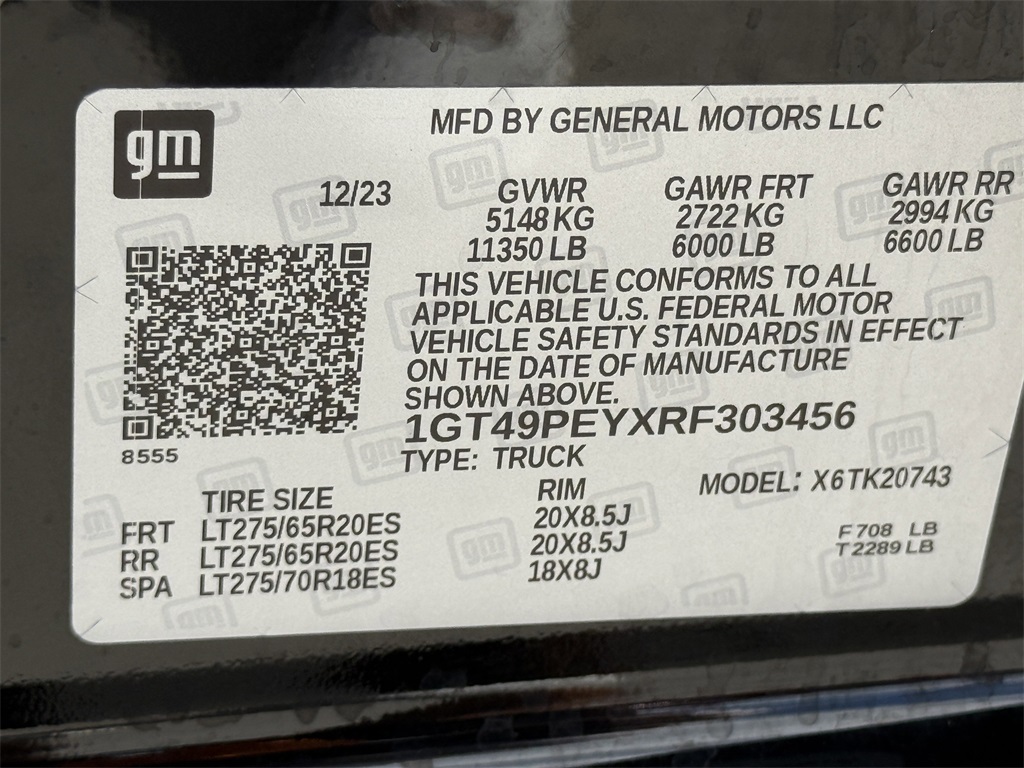 gm
MFD BY GENERAL MOTORS LLC
12/23
GVWR GAWR FRT GAWR RR
5148 KG 2722 KG 2994 KG
11350 LB 6000 LB 6600 LB
THIS VEHICLE CONFORMS TO ALL
APPLICABLE U.S. FEDERAL MOTOR
VEHICLE SAFETY STANDARDS IN EFFECT
ON THE DATE OF MANUFACTURE
SHOWN ABOVE.
1GT49PEYXRF303456
8555
TYPE: TRUCK
MODEL: X6TK20743
TIRE SIZE RIM
FRT LT275/65R20ES 20X8.5J
RR LT275/65R20ES 20X8.5J
SPA LT275/70R18ES 18X8J
F 708 LB
T 2289 LB